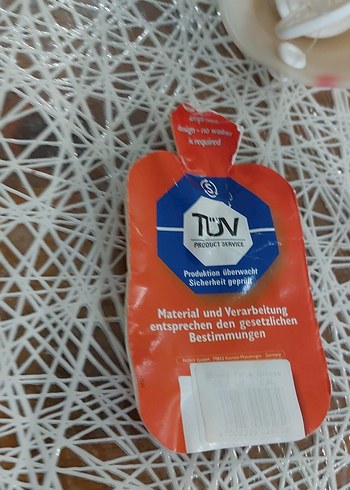 design - no washer
is required
TÜV
PRODUCT SERVICE
Produktion überwacht
Sicherheit geprüft
Material und Verarbeitung
entsprechen den gesetzlichen
Bestimmungen